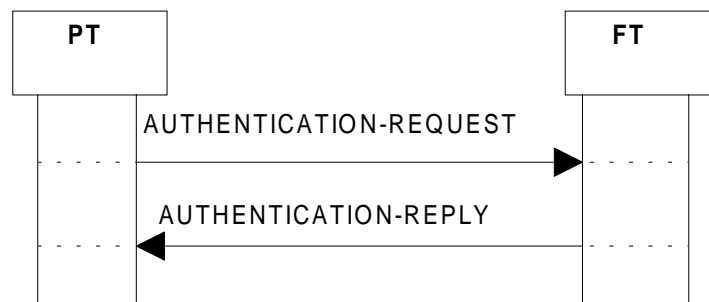 PT
FT
AUTHENTICATION-REQUEST
AUTHENTICATION-REPLY